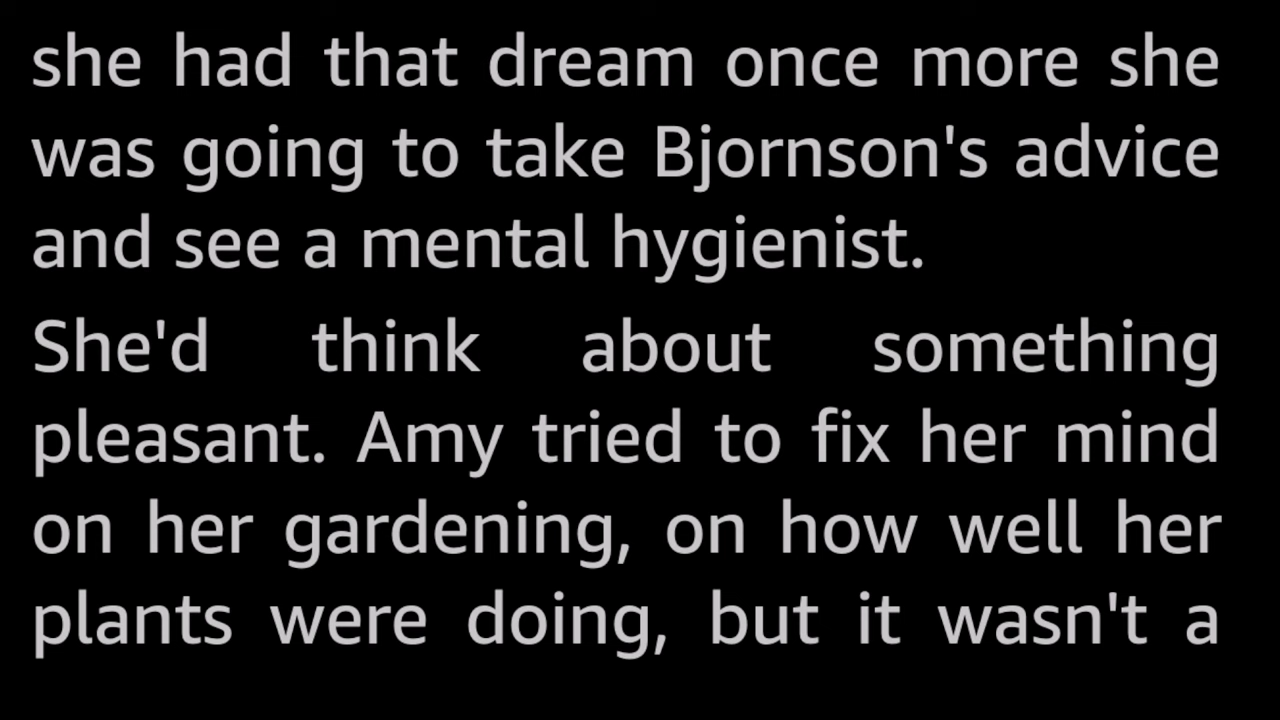 she had that dream once more she
was going to take Bjornson's advice
and see a mental hygienist.
She'd think about something
pleasant. Amy tried to fix her mind
on her gardening, on how well her
plants were doing, but it wasn't a